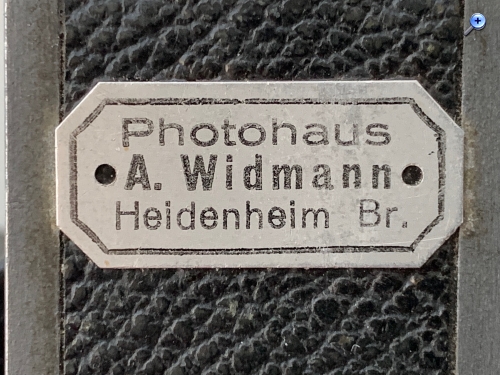 Photohaus
A. Widmann
Heidenheim Br.